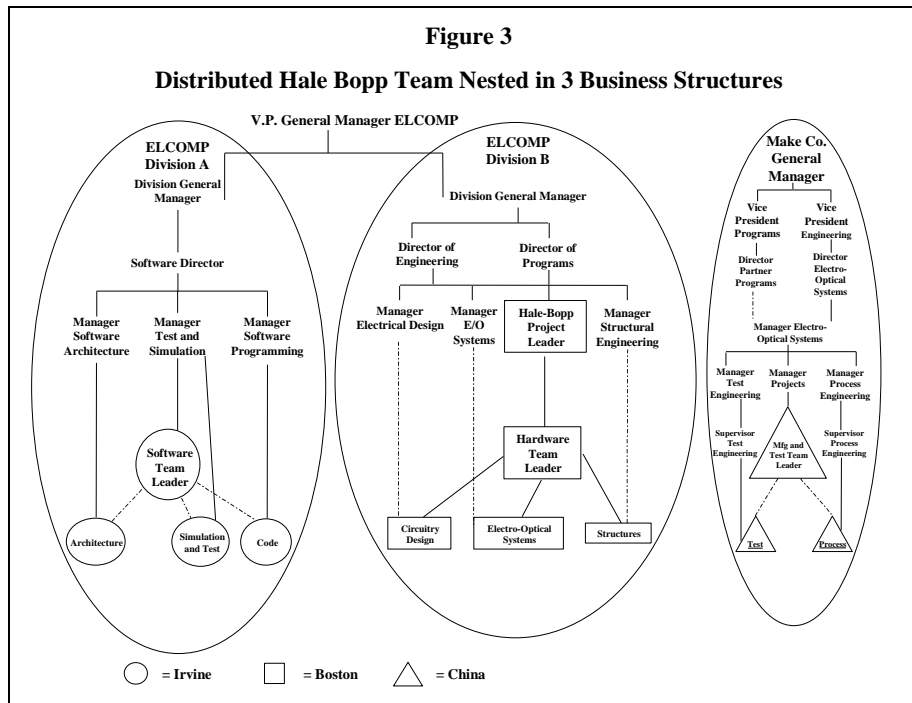 Figure 3
Distributed Hale Bopp Team Nested in 3 Business Structures
V.P. General Manager ELCOMP
ELCOMP
Division A
Division General
Manager
Software Director
Manager
Software
Architecture
Manager
Test and
Simulation
Manager
Software
Programming
Software
Team
Leader
Architecture
Simulation
and Test
Code
ELCOMP
Division B
Division General Manager
Director of
Engineering
Director of
Programs
Manager
Electrical Design
Manager
E/O
Systems
Hale-Bopp
Project
Leader
Manager
Structural
Engineering
Hardware
Team
Leader
Circuitry
Design
Electro-Optical
Systems
Structures
Make Co.
General
Manager
Vice
President
Programs
Vice
President
Engineering
Director
Partner
Programs
Director
Electro-
Optical
Systems
Manager Electro-
Optical Systems
Manager
Test
Engineering
Manager
Projects
Manager
Process
Engineering
Supervisor
Test
Engineering
Mfg and
Test Team
Leader
Supervisor
Process
Engineering
Test
Process
= Irvine
= Boston
= China